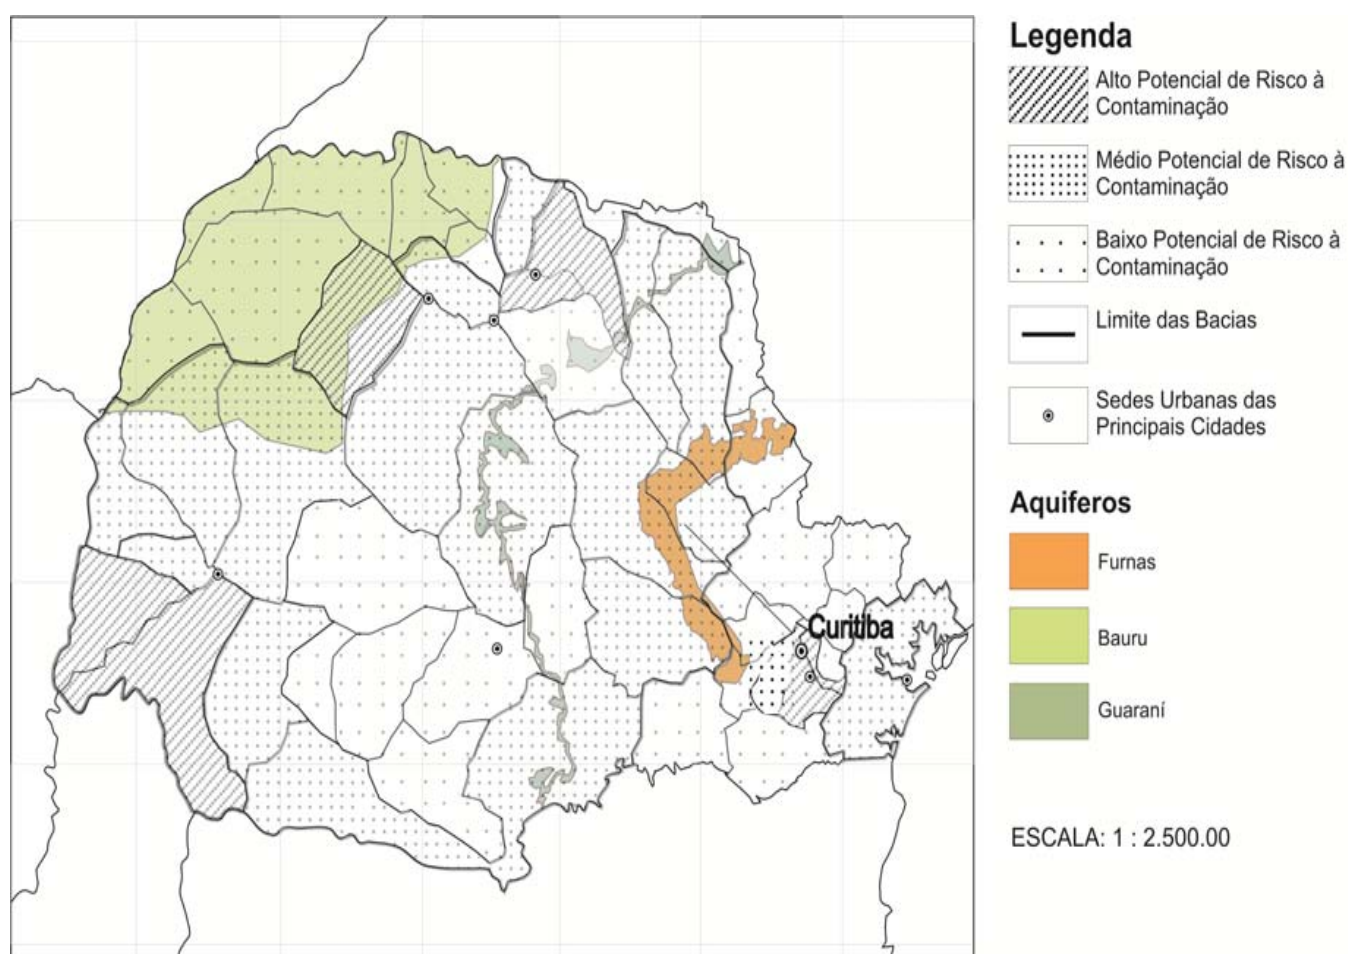 Legenda
Alto Potencial de Risco à
Contaminação
Médio Potencial de Risco à
Contaminação
Baixo Potencial de Risco à
Contaminação
Limite das Bacias
Sedes Urbanas das
Principais Cidades
Aquiferos
Furnas
Bauru
Guaraní
ESCALA: 1 : 2.500.00
Curitiba